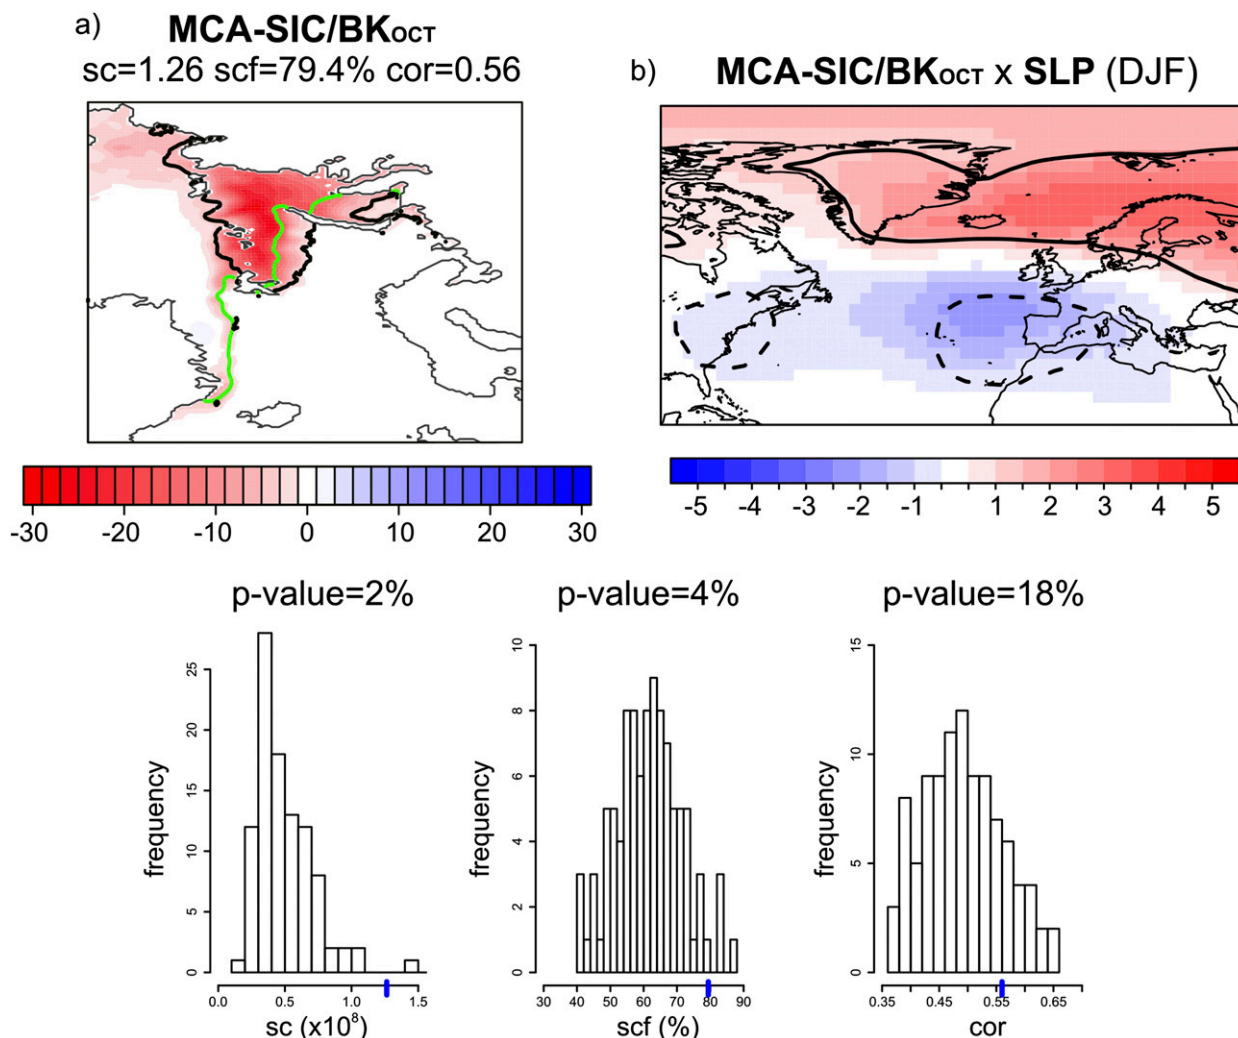 a) MCA-SIC/BKOCT
sc=1.26 scf=79.4% cor=0.56
b) MCA-SIC/BKOCT x SLP (DJF)
-30 -20 -10 0 10 20 30
-5 -4 -3 -2 -1 1 2 3 4 5
p-value=2%
frequency
0 5 10 15 20 25
0.0 0.5 1.0 1.5
sc (x10⁸)
p-value=4%
frequency
0 2 4 6 8 10
30 40 50 60 70 80 90
scf (%)
p-value=18%
frequency
0 5 10 15
0.35 0.45 0.55 0.65
cor